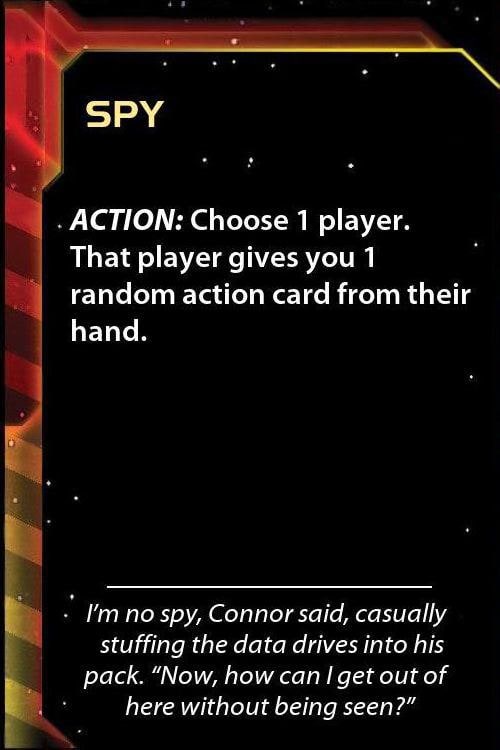 SPY
ACTION: Choose 1 player.
That player gives you 1
random action card from their
hand.
I'm no spy, Connor said, casually
stuffing the data drives into his
pack. “Now, how can I get out of
here without being seen?”